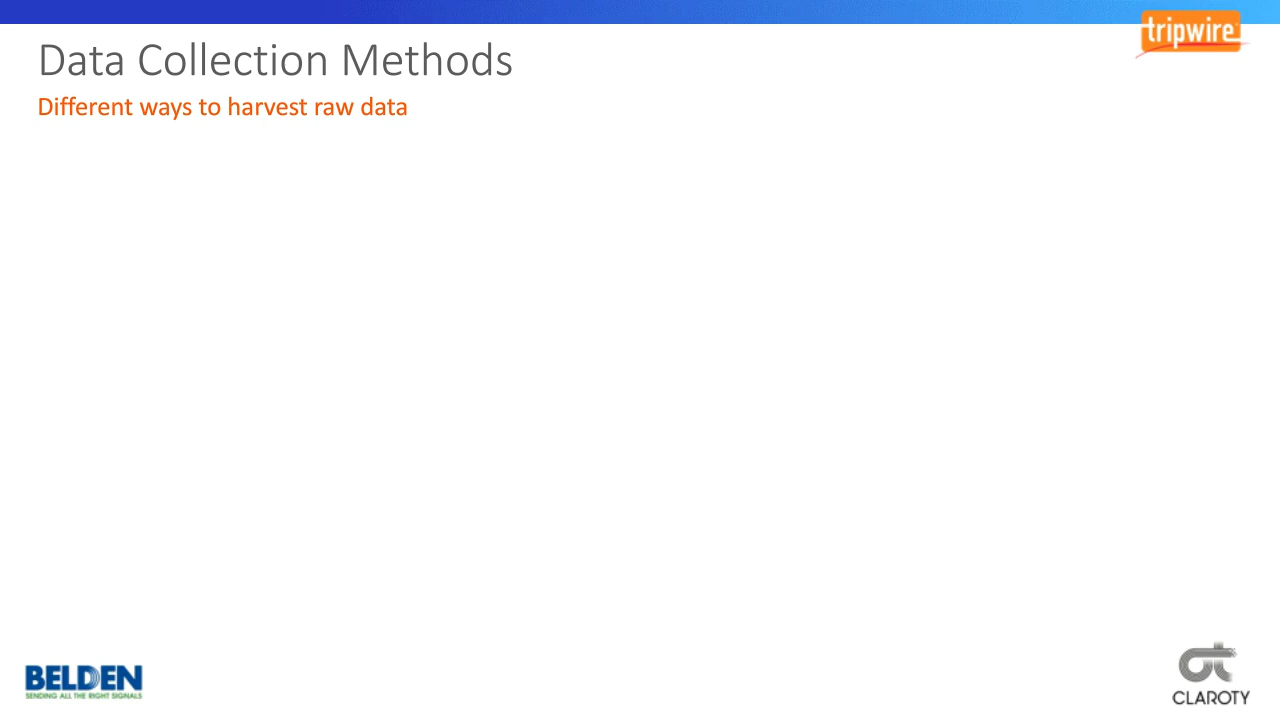 tripwire
Data Collection Methods
Different ways to harvest raw data
BELDEN
SENDING ALL THE RIGHT SIGNALS
CLAROTY